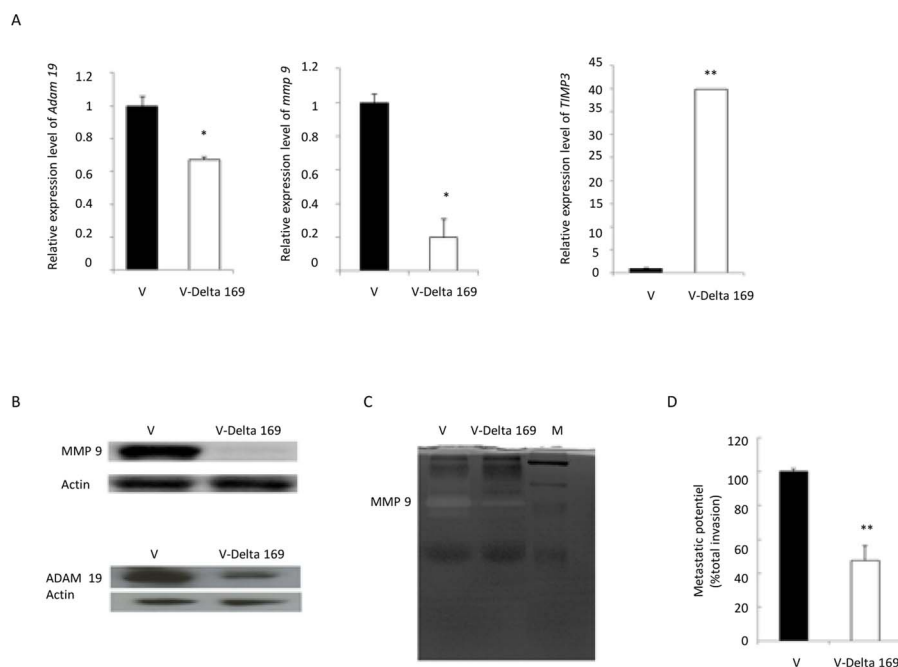 A
Relative expression level of Adam 19
1.2
1
0.8
0.6
0.4
0.2
0
*
V
V-Delta 169
Relative expression level of mmp 9
1.2
1
0.8
0.6
0.4
0.2
0
*
V
V-Delta 169
Relative expression level of TIMP3
45
40
35
30
25
20
15
10
5
0
**
V
V-Delta 169
B
V V-Delta 169
MMP 9
Actin
V V-Delta 169
ADAM 19
Actin
C
V V-Delta 169 M
MMP 9
D
Metastatic potentiel
(%total invasion)
120
100
80
60
40
20
0
**
V
V-Delta 169